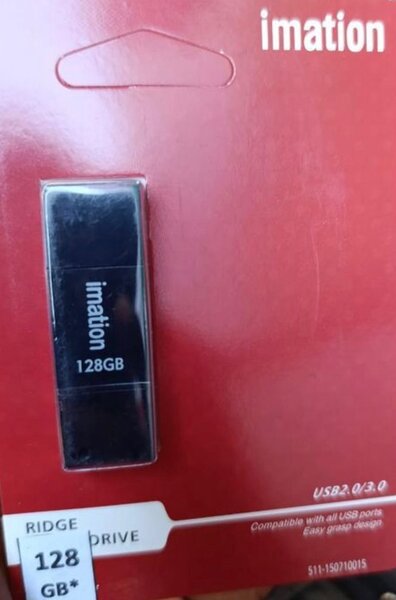 imation
imation
128GB
USB2.0/3.0
Compatible with all USB ports
Easy grasp design
RIDGE
DRIVE
128
GB*
511-150710015